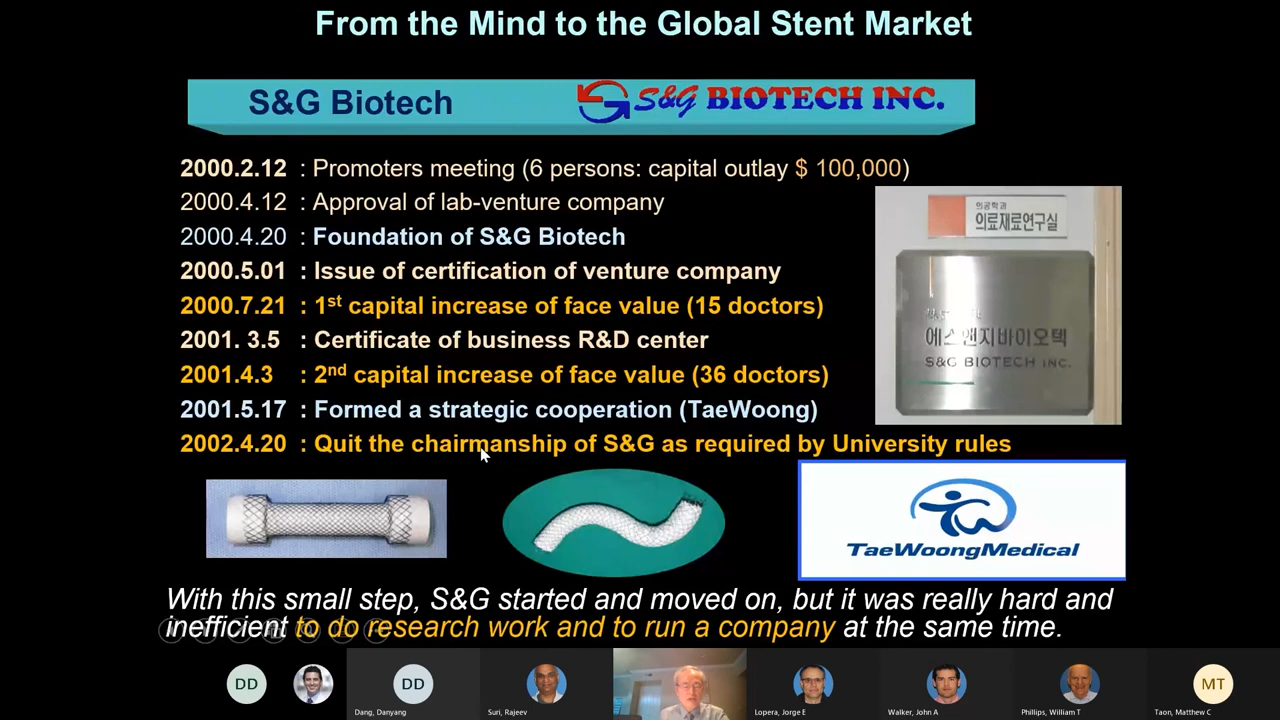 From the Mind to the Global Stent Market
S&G Biotech
S&G BIOTECH INC.
2000.2.12 : Promoters meeting (6 persons: capital outlay $ 100,000)
2000.4.12 : Approval of lab-venture company
2000.4.20 : Foundation of S&G Biotech
2000.5.01 : Issue of certification of venture company
2000.7.21 : 1st capital increase of face value (15 doctors)
2001. 3.5 : Certificate of business R&D center
2001.4.3 : 2nd capital increase of face value (36 doctors)
2001.5.17 : Formed a strategic cooperation (TaeWoong)
2002.4.20 : Quit the chairmanship of S&G as required by University rules
의공학과
의료재료연구실
에스앤지바이오텍
S&G BIOTECH INC.
TaeWoongMedical
With this small step, S&G started and moved on, but it was really hard and
inefficient to do research work and to run a company at the same time.
DD
DD
MT
Dang, Danyang
Suri, Rajeev
Lopera, Jorge E
Walker, John A
Phillips, William T
Taon, Matthew C